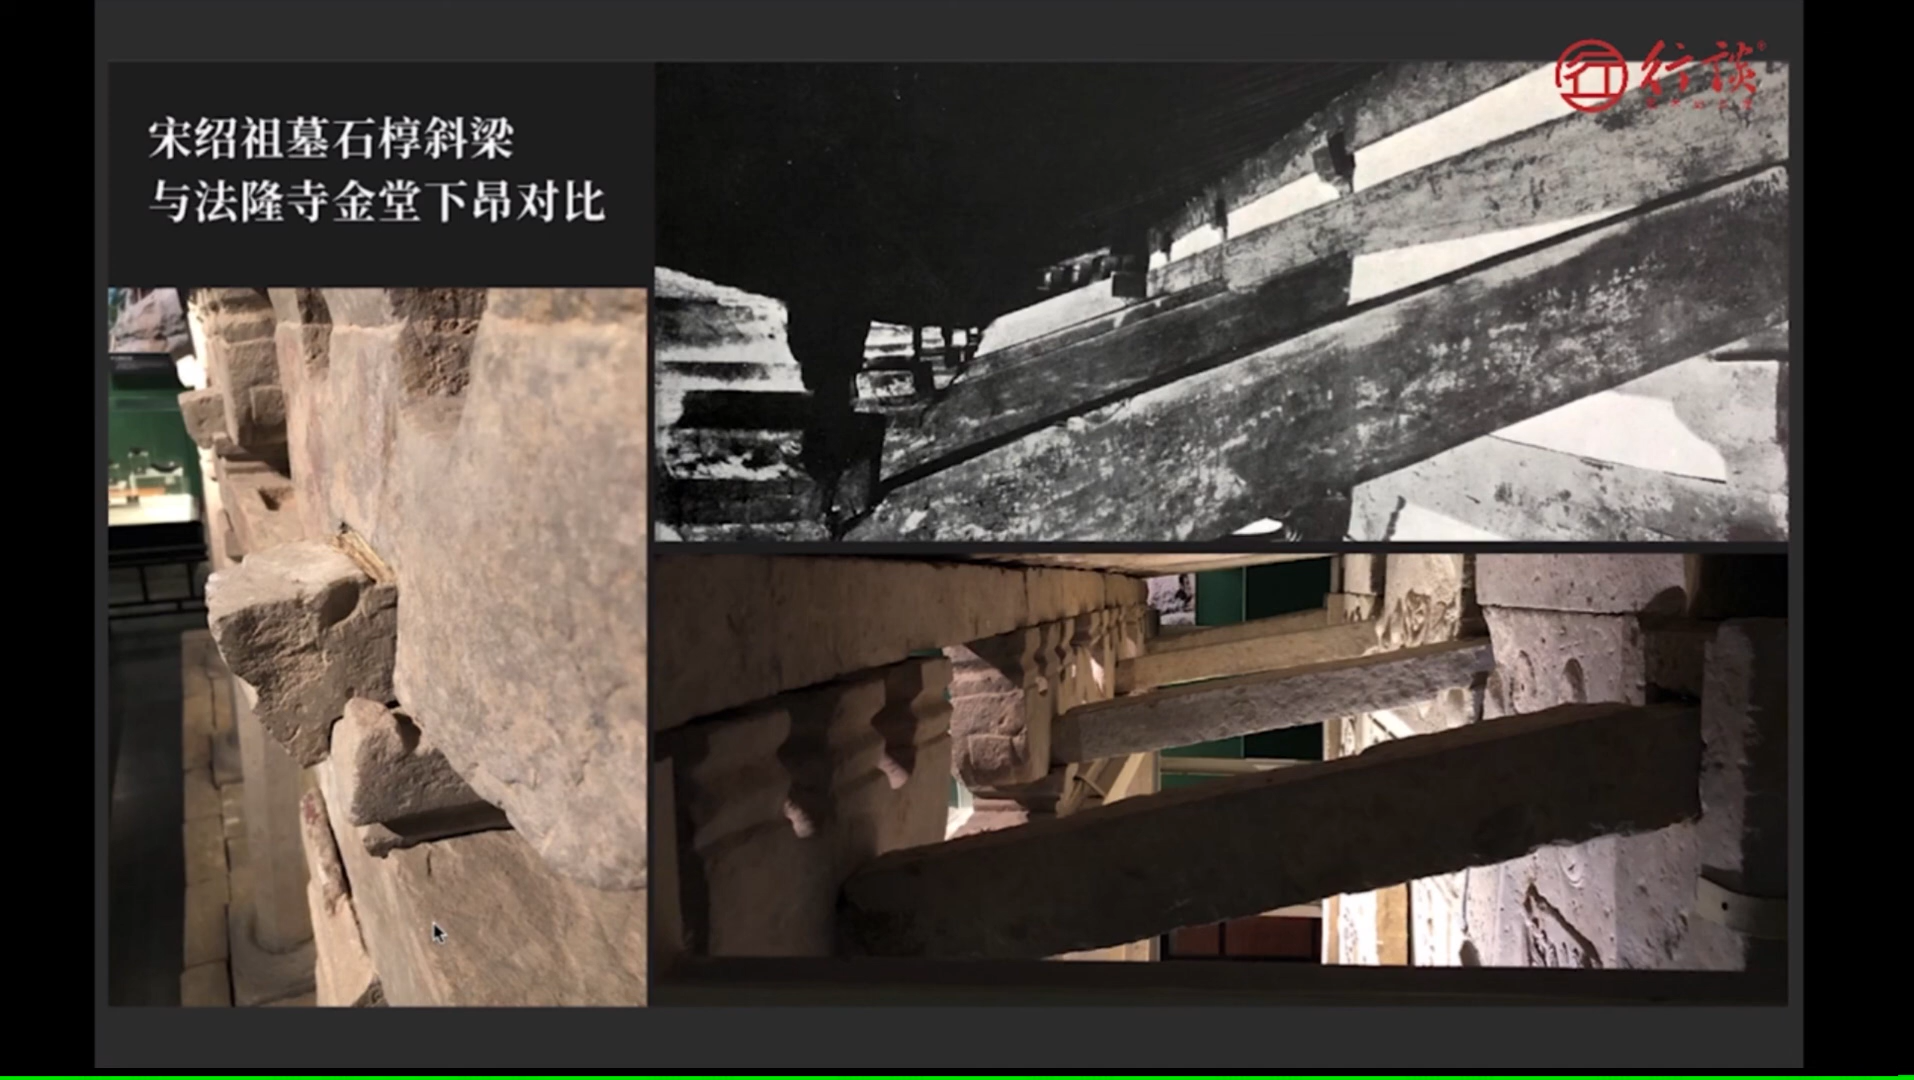 宋绍祖墓石椁斜梁
与法隆寺金堂下昂对比
行談